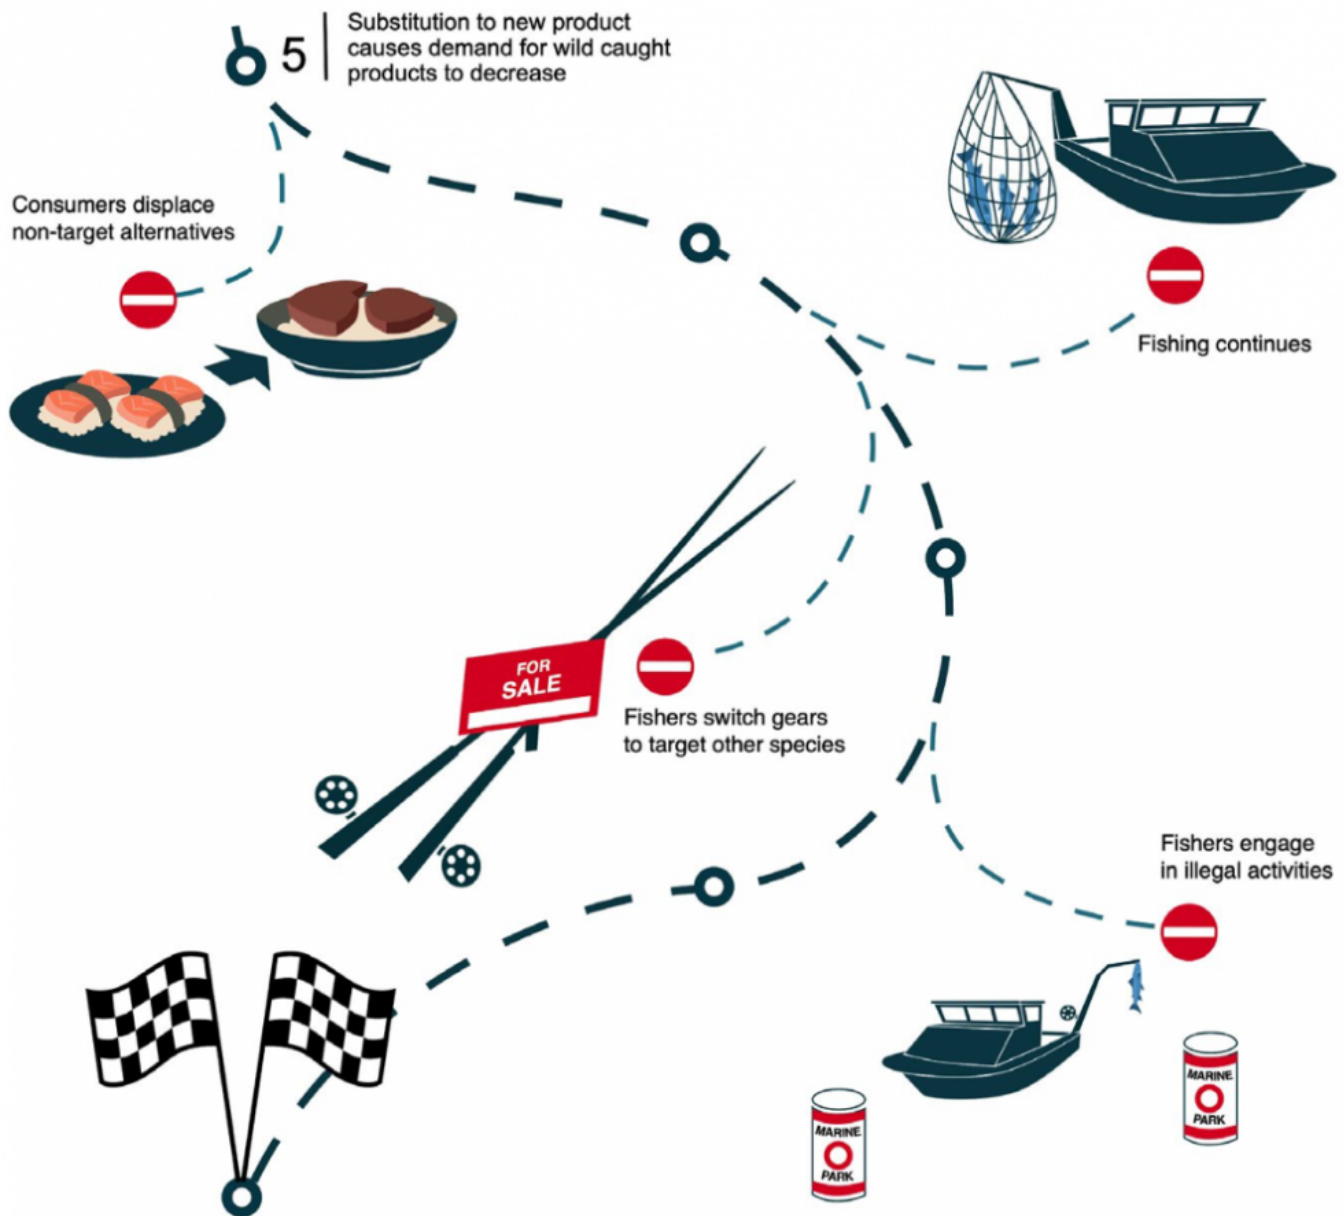 5
Substitution to new product
causes demand for wild caught
products to decrease
Consumers displace
non-target alternatives
Fishing continues
FOR
SALE
Fishers switch gears
to target other species
Fishers engage
in illegal activities
MARINE
PARK
MARINE
PARK